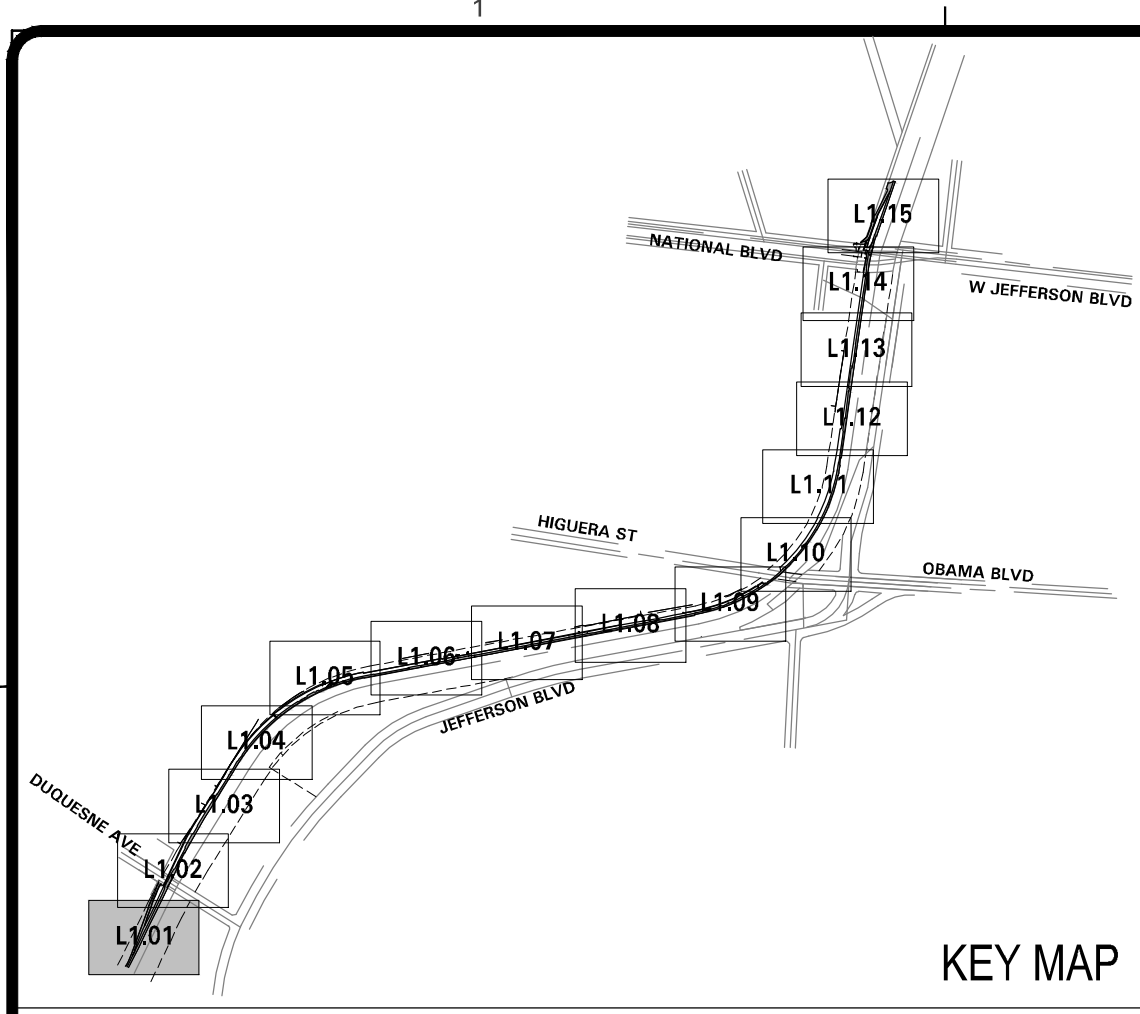 1
L1.15
NATIONAL BLVD
L1.14
W JEFFERSON BLVD
L1.13
L1.12
L1.11
HIGUERA ST
L1.10
OBAMA BLVD
L1.09
L1.08
L1.07
L1.06
L1.05
JEFFERSON BLVD
L1.04
L1.03
DUQUESNE AVE
L1.02
L1.01
KEY MAP